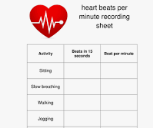 heart beats per
minute recording
sheet
Activity
Beats in 15
seconds
Beat per minute
Sitting
Slow breathing
Walking
Jogging